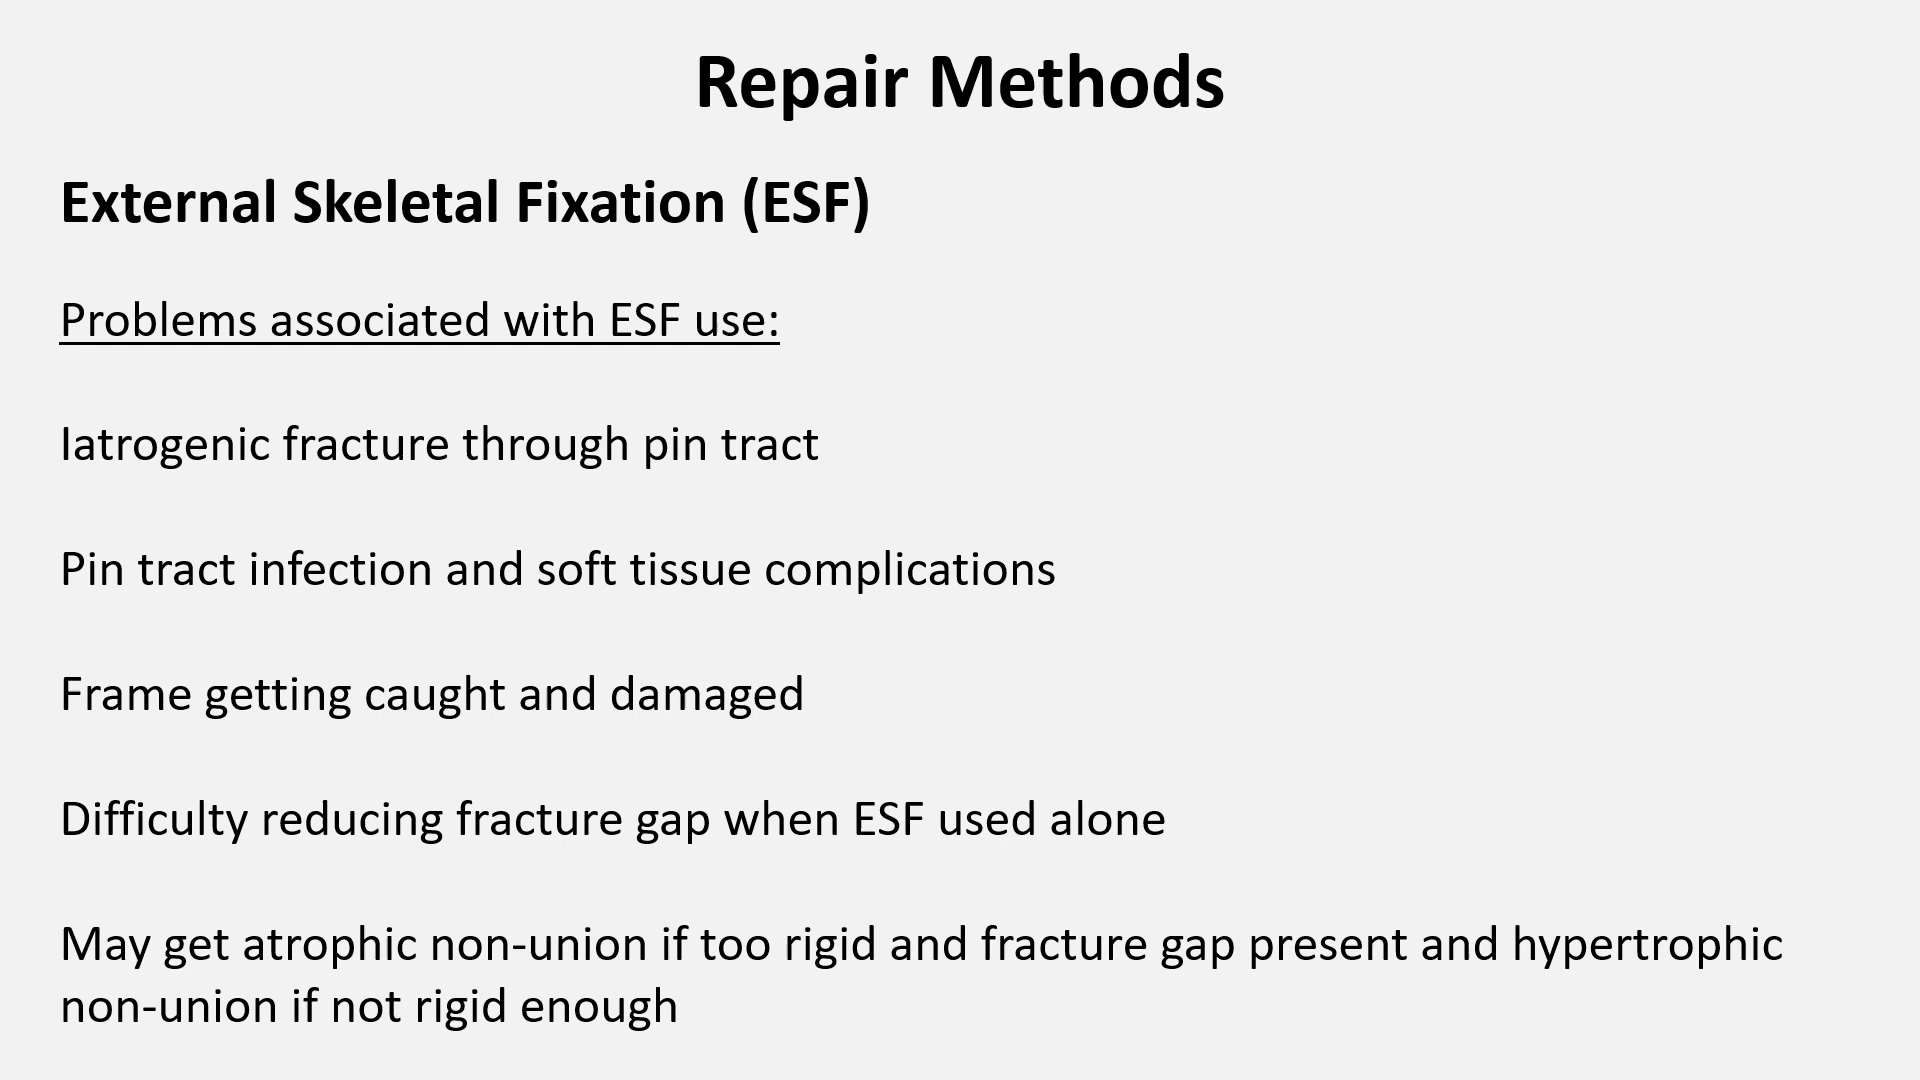 Repair Methods
External Skeletal Fixation (ESF)
Problems associated with ESF use:
Iatrogenic fracture through pin tract
Pin tract infection and soft tissue complications
Frame getting caught and damaged
Difficulty reducing fracture gap when ESF used alone
May get atrophic non-union if too rigid and fracture gap present and hypertrophic
non-union if not rigid enough